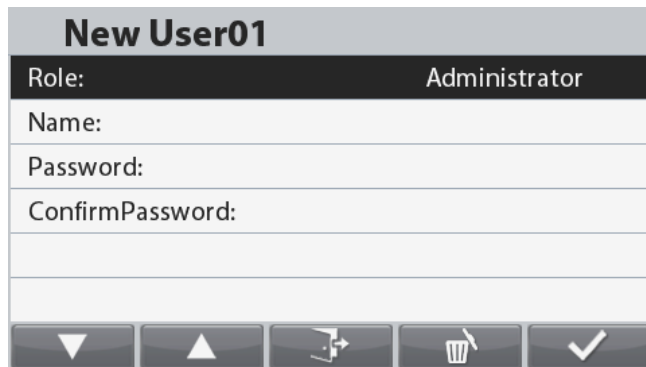 New User01
Role: Administrator
Name:
Password:
ConfirmPassword: